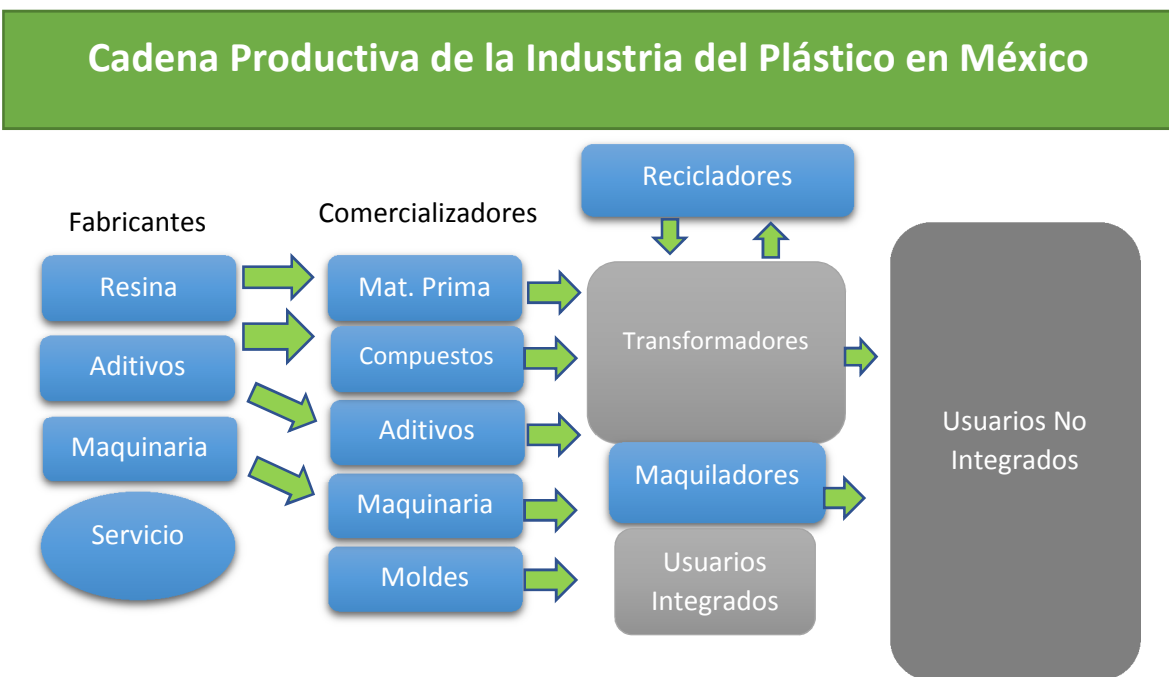 Cadena Productiva de la Industria del Plástico en México
Fabricantes
Resina
Aditivos
Maquinaria
Servicio
Comercializadores
Mat. Prima
Compuestos
Aditivos
Maquinaria
Moldes
Recicladores
Transformadores
Maquiladores
Usuarios
Integrados
Usuarios No
Integrados